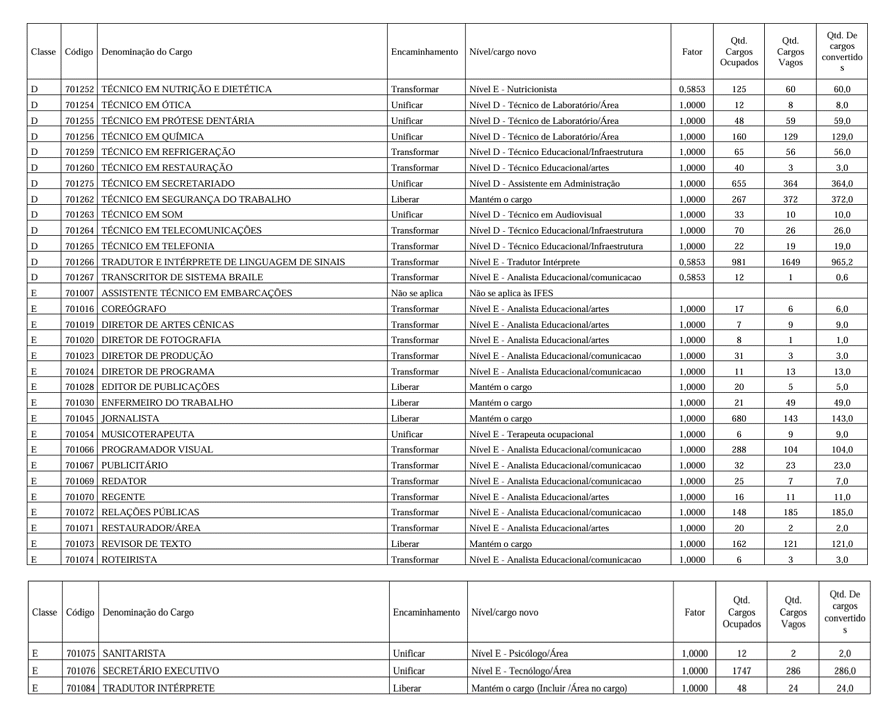 Classe Código Denominação do Cargo Encaminhamento Nível/cargo novo Fator Qtd. Cargos Ocupados Qtd. Cargos Vagos Qtd. De cargos convertido s
D 701252 TÉCNICO EM NUTRIÇÃO E DIETÉTICA Transformar Nível E - Nutricionista 0,5853 125 60 60,0
D 701254 TÉCNICO EM ÓTICA Unificar Nível D - Técnico de Laboratório/Área 1,0000 12 8 8,0
D 701255 TÉCNICO EM PRÓTESE DENTÁRIA Unificar Nível D - Técnico de Laboratório/Área 1,0000 48 59 59,0
D 701256 TÉCNICO EM QUÍMICA Unificar Nível D - Técnico de Laboratório/Área 1,0000 160 129 129,0
D 701259 TÉCNICO EM REFRIGERAÇÃO Transformar Nível D - Técnico Educacional/Infraestrutura 1,0000 65 56 56,0
D 701260 TÉCNICO EM RESTAURAÇÃO Transformar Nível D - Técnico Educacional/artes 1,0000 40 3 3,0
D 701275 TÉCNICO EM SECRETARIADO Unificar Nível D - Assistente em Administração 1,0000 655 364 364,0
D 701262 TÉCNICO EM SEGURANÇA DO TRABALHO Liberar Mantém o cargo 1,0000 267 372 372,0
D 701263 TÉCNICO EM SOM Unificar Nível D - Técnico em Audiovisual 1,0000 33 10 10,0
D 701264 TÉCNICO EM TELECOMUNICAÇÕES Transformar Nível D - Técnico Educacional/Infraestrutura 1,0000 70 26 26,0
D 701265 TÉCNICO EM TELEFONIA Transformar Nível D - Técnico Educacional/Infraestrutura 1,0000 22 19 19,0
D 701266 TRADUTOR E INTÉRPRETE DE LINGUAGEM DE SINAIS Transformar Nível E - Tradutor Intérprete 0,5853 981 1649 965,2
D 701267 TRANSCRITOR DE SISTEMA BRAILE Transformar Nível E - Analista Educacional/comunicacao 0,5853 12 1 0,6
E 701007 ASSISTENTE TÉCNICO EM EMBARCAÇÕES Não se aplica Não se aplica às IFES
E 701016 COREÓGRAFO Transformar Nível E - Analista Educacional/artes 1,0000 17 6 6,0
E 701019 DIRETOR DE ARTES CÊNICAS Transformar Nível E - Analista Educacional/artes 1,0000 7 9 9,0
E 701020 DIRETOR DE FOTOGRAFIA Transformar Nível E - Analista Educacional/artes 1,0000 8 1 1,0
E 701023 DIRETOR DE PRODUÇÃO Transformar Nível E - Analista Educacional/comunicacao 1,0000 31 3 3,0
E 701024 DIRETOR DE PROGRAMA Transformar Nível E - Analista Educacional/comunicacao 1,0000 11 13 13,0
E 701028 EDITOR DE PUBLICAÇÕES Liberar Mantém o cargo 1,0000 20 5 5,0
E 701030 ENFERMEIRO DO TRABALHO Liberar Mantém o cargo 1,0000 21 49 49,0
E 701045 JORNALISTA Liberar Mantém o cargo 1,0000 680 143 143,0
E 701054 MUSICOTERAPEUTA Unificar Nível E - Terapeuta ocupacional 1,0000 6 9 9,0
E 701066 PROGRAMADOR VISUAL Transformar Nível E - Analista Educacional/comunicacao 1,0000 288 104 104,0
E 701067 PUBLICITÁRIO Transformar Nível E - Analista Educacional/comunicacao 1,0000 32 23 23,0
E 701069 REDATOR Transformar Nível E - Analista Educacional/comunicacao 1,0000 25 7 7,0
E 701070 REGENTE Transformar Nível E - Analista Educacional/artes 1,0000 16 11 11,0
E 701072 RELAÇÕES PÚBLICAS Transformar Nível E - Analista Educacional/comunicacao 1,0000 148 185 185,0
E 701071 RESTAURADOR/ÁREA Transformar Nível E - Analista Educacional/artes 1,0000 20 2 2,0
E 701073 REVISOR DE TEXTO Liberar Mantém o cargo 1,0000 162 121 121,0
E 701074 ROTEIRISTA Transformar Nível E - Analista Educacional/comunicacao 1,0000 6 3 3,0
Classe Código Denominação do Cargo Encaminhamento Nível/cargo novo Fator Qtd. Cargos Ocupados Qtd. Cargos Vagos Qtd. De cargos convertido s
E 701075 SANITARISTA Unificar Nível E - Psicólogo/Área 1,0000 12 2 2,0
E 701076 SECRETÁRIO EXECUTIVO Unificar Nível E - Tecnólogo/Área 1,0000 1747 286 286,0
E 701084 TRADUTOR INTÉRPRETE Liberar Mantém o cargo (Incluir /Área no cargo) 1,0000 48 24 24,0